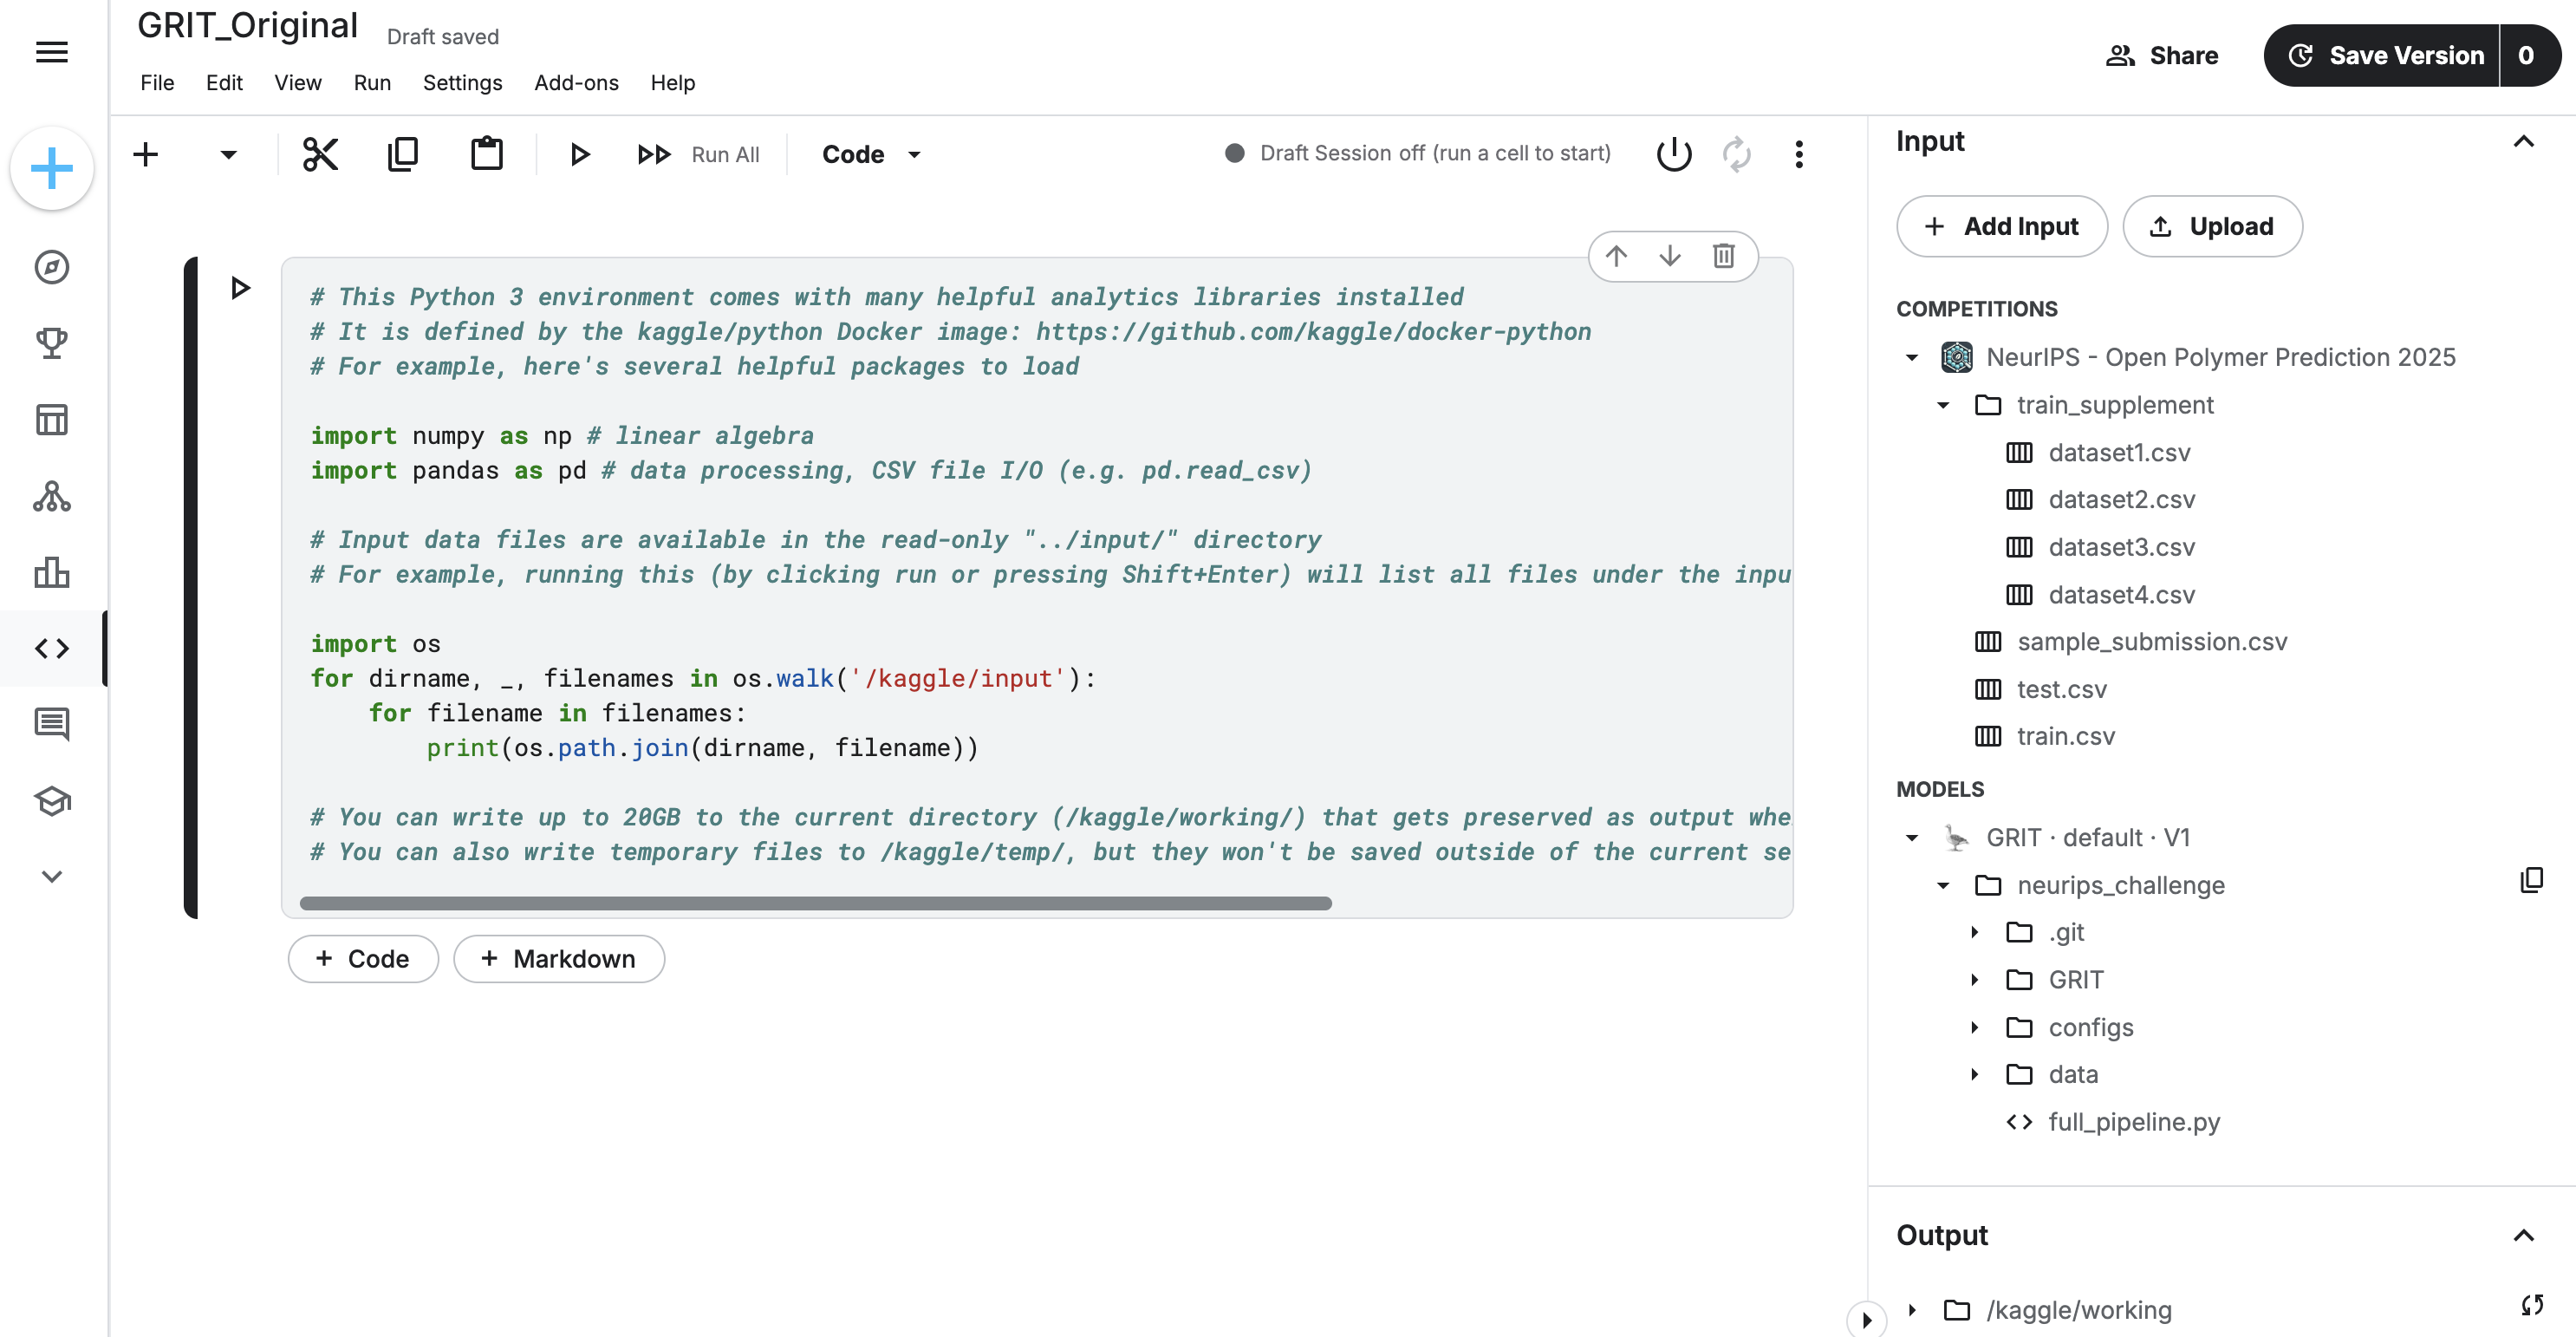 GRIT_Original
Draft saved
File Edit View Run Settings Add-ons Help
Share
Save Version 0
Run All
Code
Draft Session off (run a cell to start)
# This Python 3 environment comes with many helpful analytics libraries installed
# It is defined by the kaggle/python Docker image: https://github.com/kaggle/docker-python
# For example, here's several helpful packages to load
import numpy as np # linear algebra
import pandas as pd # data processing, CSV file I/O (e.g. pd.read_csv)
# Input data files are available in the read-only "../input/" directory
# For example, running this (by clicking run or pressing Shift+Enter) will list all files under the inpu
import os
for dirname, _, filenames in os.walk('/kaggle/input'):
    for filename in filenames:
        print(os.path.join(dirname, filename))
# You can write up to 20GB to the current directory (/kaggle/working/) that gets preserved as output whe
# You can also write temporary files to /kaggle/temp/, but they won't be saved outside of the current se
+ Code
+ Markdown
Input
+ Add Input
Upload
COMPETITIONS
NeurIPS - Open Polymer Prediction 2025
train_supplement
dataset1.csv
dataset2.csv
dataset3.csv
dataset4.csv
sample_submission.csv
test.csv
train.csv
MODELS
GRIT · default · V1
neurips_challenge
.git
GRIT
configs
data
full_pipeline.py
Output
/kaggle/working